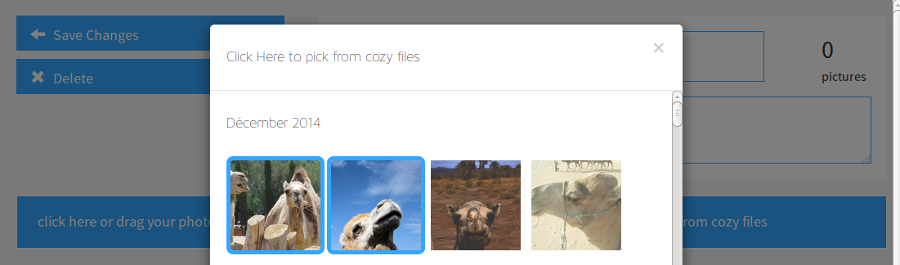 Save Changes
Delete
Click Here to pick from cozy files
×
0
pictures
Décember 2014
click here or drag your photo
from cozy files